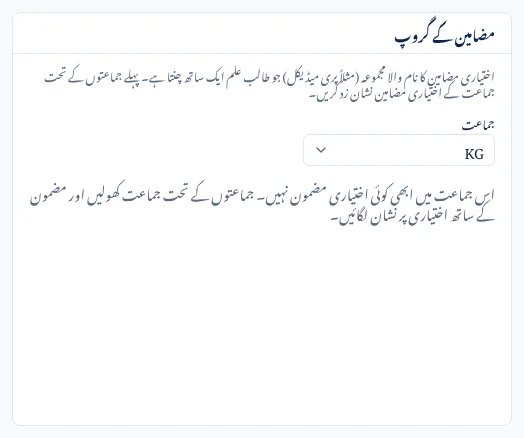 مضامین کے گروپ
اختیاری مضامین کا نام والا مجموعہ (مثلاً پری میڈیکل) جو طالب علم ایک ساتھ چنتا ہے۔ پہلے جماعتوں کے تحت
جماعت کے اختیاری مضامین نشان زد کریں۔
جماعت
KG
اس جماعت میں ابھی کوئی اختیاری مضمون نہیں۔ جماعتوں کے تحت جماعت کھولیں اور مضمون
کے ساتھ اختیاری پر نشان لگائیں۔